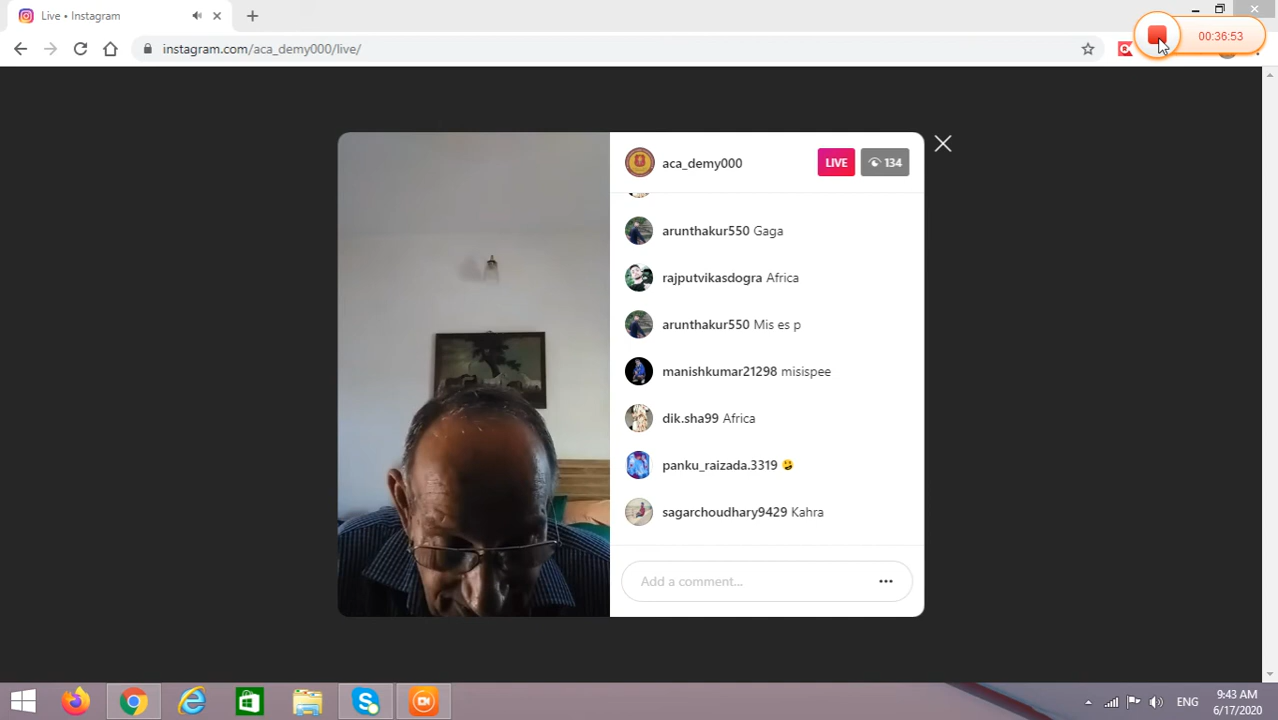 Live • Instagram
instagram.com/aca_demy000/live/
00:36:53
aca_demy000
LIVE
134
arunthakur550 Gaga
rajputvikasdogra Africa
arunthakur550 Mis es p
manishkumar21298 misispee
dik.sha99 Africa
panku_raizada.3319 🤪
sagarchoudhary9429 Kahra
Add a comment...
ENG
9:43 AM
6/17/2020